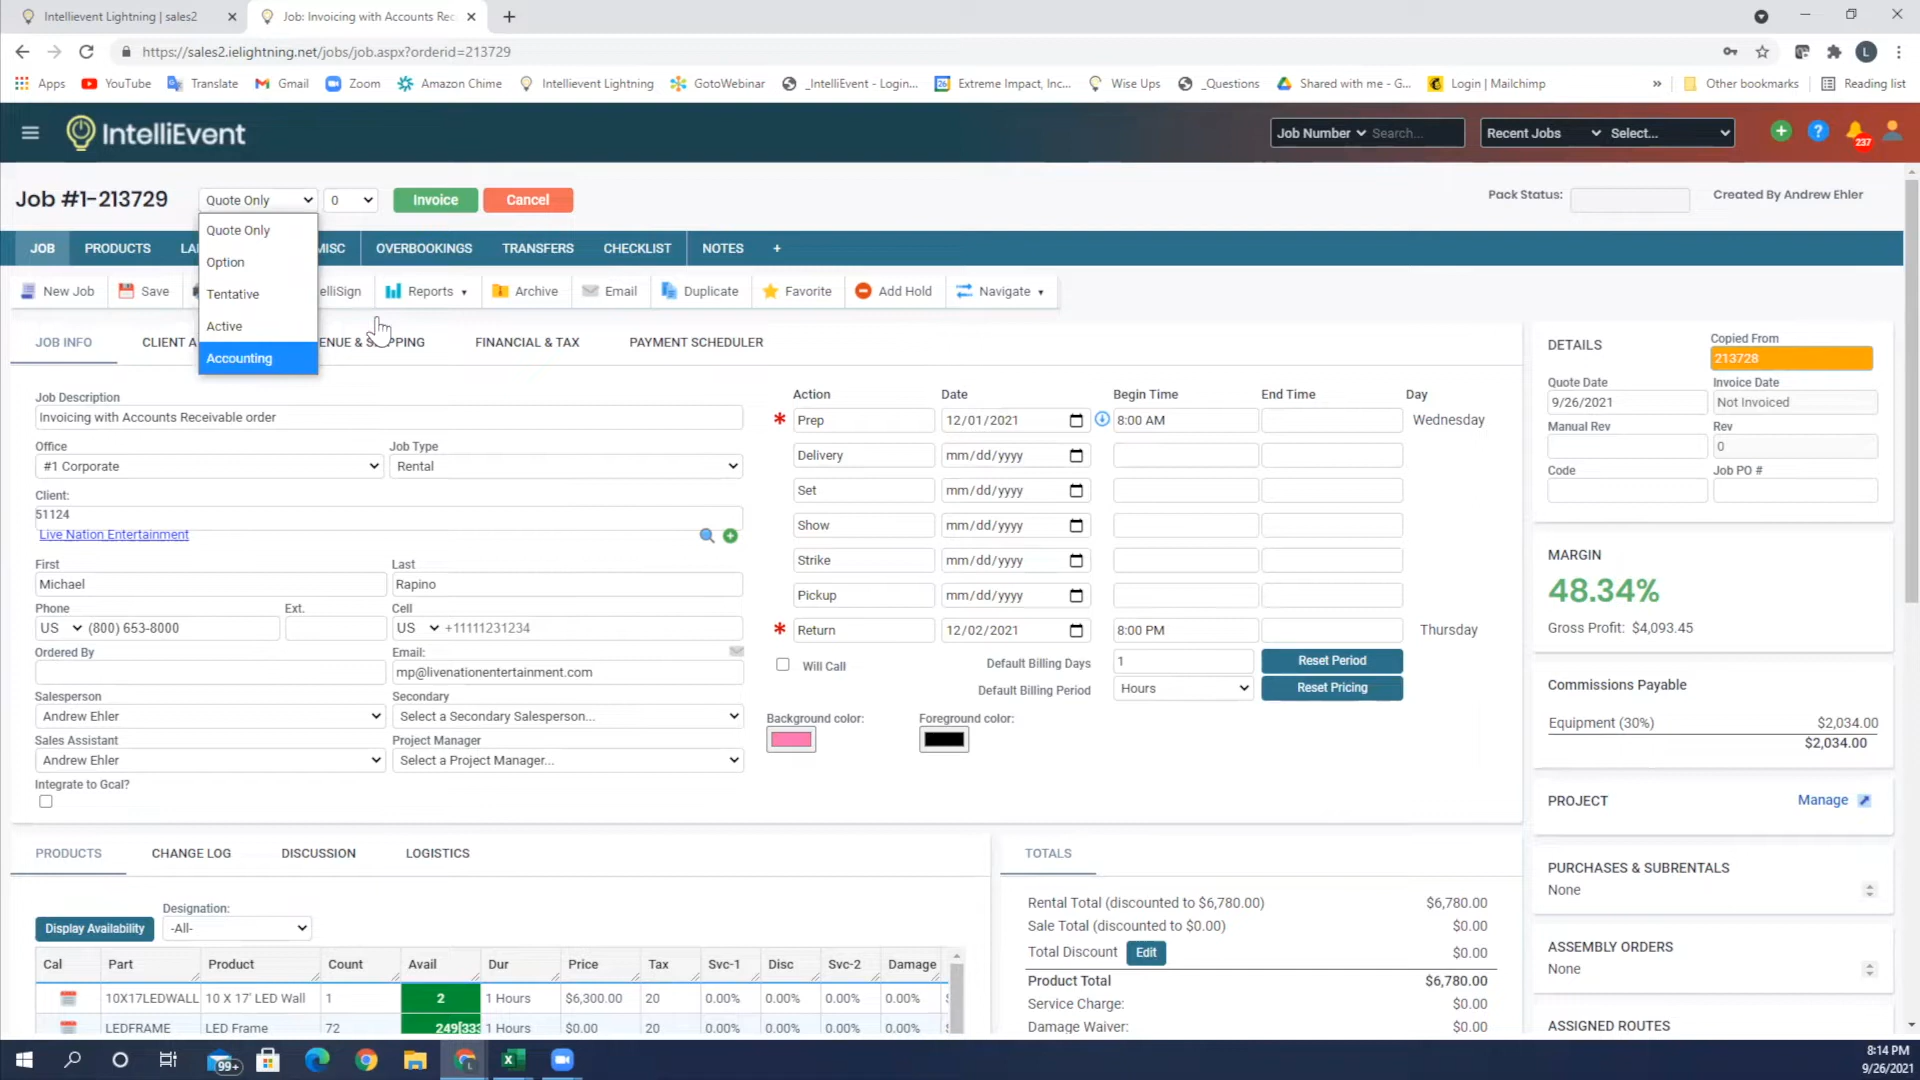 Intellievent Lightning | sales2
Job: Invoicing with Accounts Rec
https://sales2.ielightning.net/jobs/job.aspx?orderid=213729
L
Apps YouTube Translate Gmail Zoom Amazon Chime Intellievent Lightning GotoWebinar _IntelliEvent - Login... Extreme Impact, Inc... Wise Ups _Questions Shared with me - G... Login | Mailchimp » Other bookmarks Reading list
IntelliEvent
Job Number Search... Recent Jobs Select... 237
Job #1-213729 Quote Only 0 Invoice Cancel Pack Status: Created By Andrew Ehler
Quote Only
Option
Tentative
Active
Accounting
JOB PRODUCTS LA MISC OVERBOOKINGS TRANSFERS CHECKLIST NOTES +
New Job Save elliSign Reports Archive Email Duplicate Favorite Add Hold Navigate
JOB INFO CLIENT A ENUE & SHIPPING FINANCIAL & TAX PAYMENT SCHEDULER
Job Description
Invoicing with Accounts Receivable order
Office Job Type
#1 Corporate Rental
Client:
51124
Live Nation Entertainment
First Last
Michael Rapino
Phone Ext. Cell
US (800) 653-8000 US +11111231234
Ordered By Email:
mp@livenationentertainment.com
Salesperson Secondary
Andrew Ehler Select a Secondary Salesperson...
Sales Assistant Project Manager
Andrew Ehler Select a Project Manager...
Integrate to Gcal?
Action Date Begin Time End Time Day
* Prep 12/01/2021 8:00 AM Wednesday
Delivery mm/dd/yyyy
Set mm/dd/yyyy
Show mm/dd/yyyy
Strike mm/dd/yyyy
Pickup mm/dd/yyyy
* Return 12/02/2021 8:00 PM Thursday
Will Call Default Billing Days 1 Reset Period
Default Billing Period Hours Reset Pricing
Background color: Foreground color:
DETAILS
Copied From
213728
Quote Date Invoice Date
9/26/2021 Not Invoiced
Manual Rev Rev
0
Code Job PO #
MARGIN
48.34%
Gross Profit: $4,093.45
Commissions Payable
Equipment (30%) $2,034.00
$2,034.00
PROJECT Manage
PURCHASES & SUBRENTALS
None
ASSEMBLY ORDERS
None
ASSIGNED ROUTES
PRODUCTS CHANGE LOG DISCUSSION LOGISTICS
Designation:
Display Availability -All-
Cal Part Product Count Avail Dur Price Tax Svc-1 Disc Svc-2 Damage
10X17LEDWALL 10 X 17' LED Wall 1 2 1 Hours $6,300.00 20 0.00% 0.00% 0.00% 0.00%
LEDFRAME LED Frame 72 249[333 1 Hours $0.00 20 0.00% 0.00% 0.00% 0.00%
TOTALS
Rental Total (discounted to $6,780.00) $6,780.00
Sale Total (discounted to $0.00) $0.00
Total Discount Edit $0.00
Product Total $6,780.00
Service Charge: $0.00
Damage Waiver: $0.00
99+
L
8:14 PM
9/26/2021